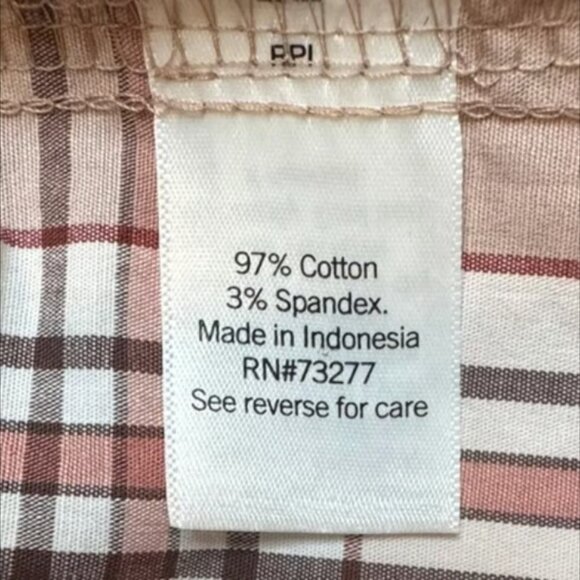 97% Cotton
3% Spandex.
Made in Indonesia
RN#73277
See reverse for care